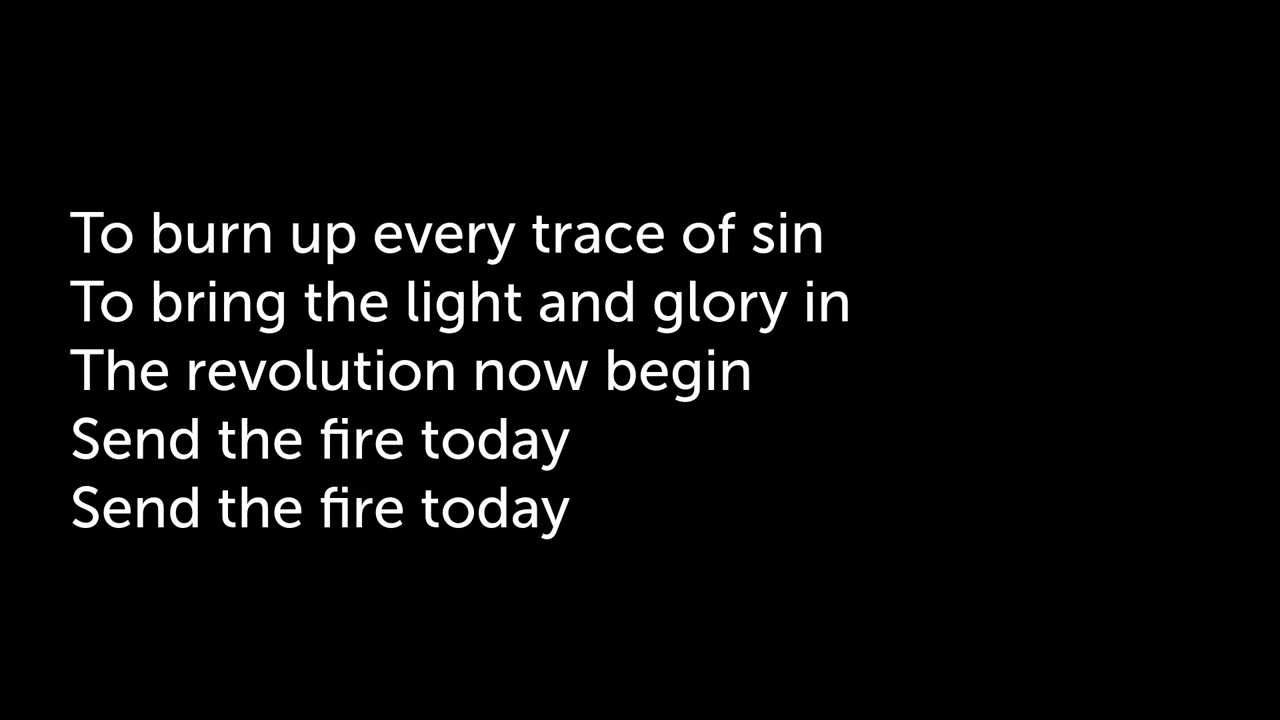 To burn up every trace of sin
To bring the light and glory in
The revolution now begin
Send the fire today
Send the fire today